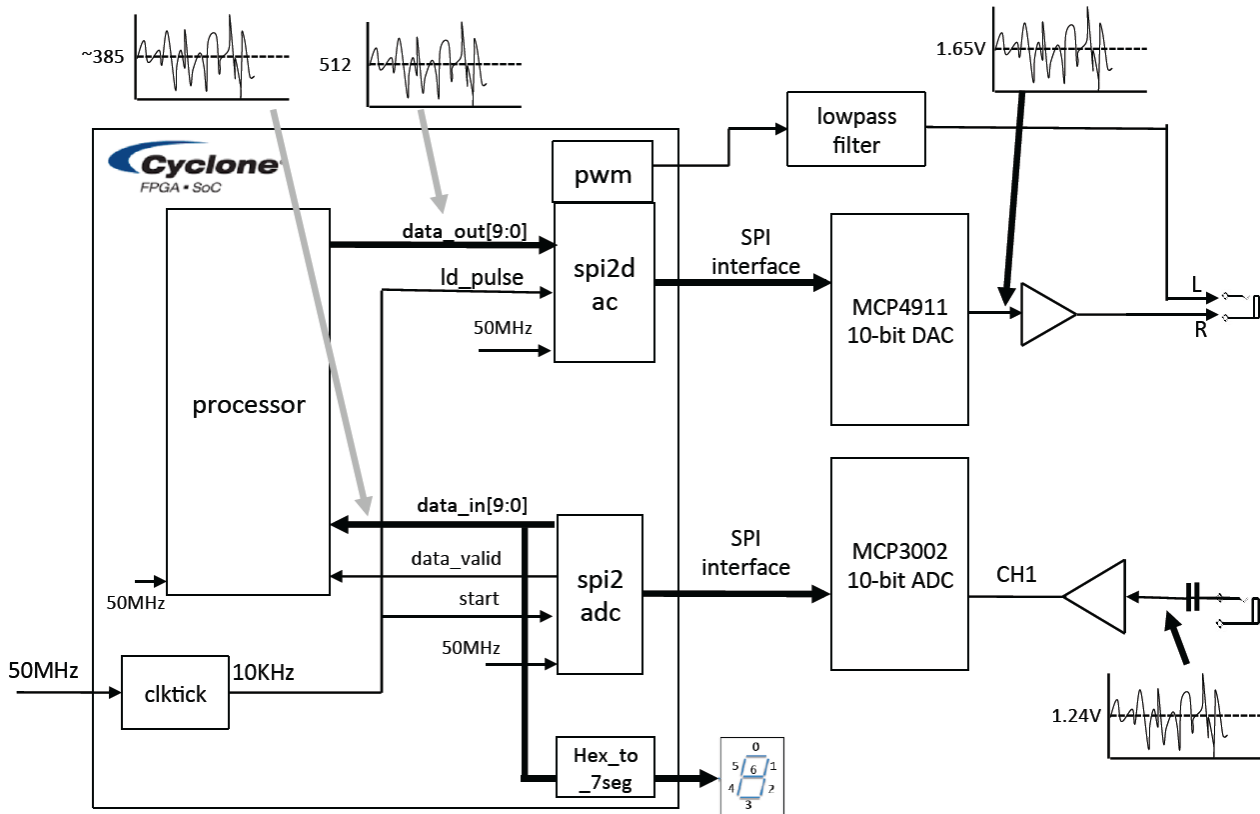 ~385
512
1.65V
lowpass
filter
Cyclone
FPGA • SoC
pwm
data_out[9:0]
ld_pulse
50MHz
spi2d
ac
SPI
interface
MCP4911
10-bit DAC
L
R
processor
data_in[9:0]
data_valid
start
50MHz
50MHz
spi2
adc
SPI
interface
MCP3002
10-bit ADC
CH1
50MHz
clktick
10KHz
1.24V
Hex_to
_7seg
0
5
6
1
4
2
3